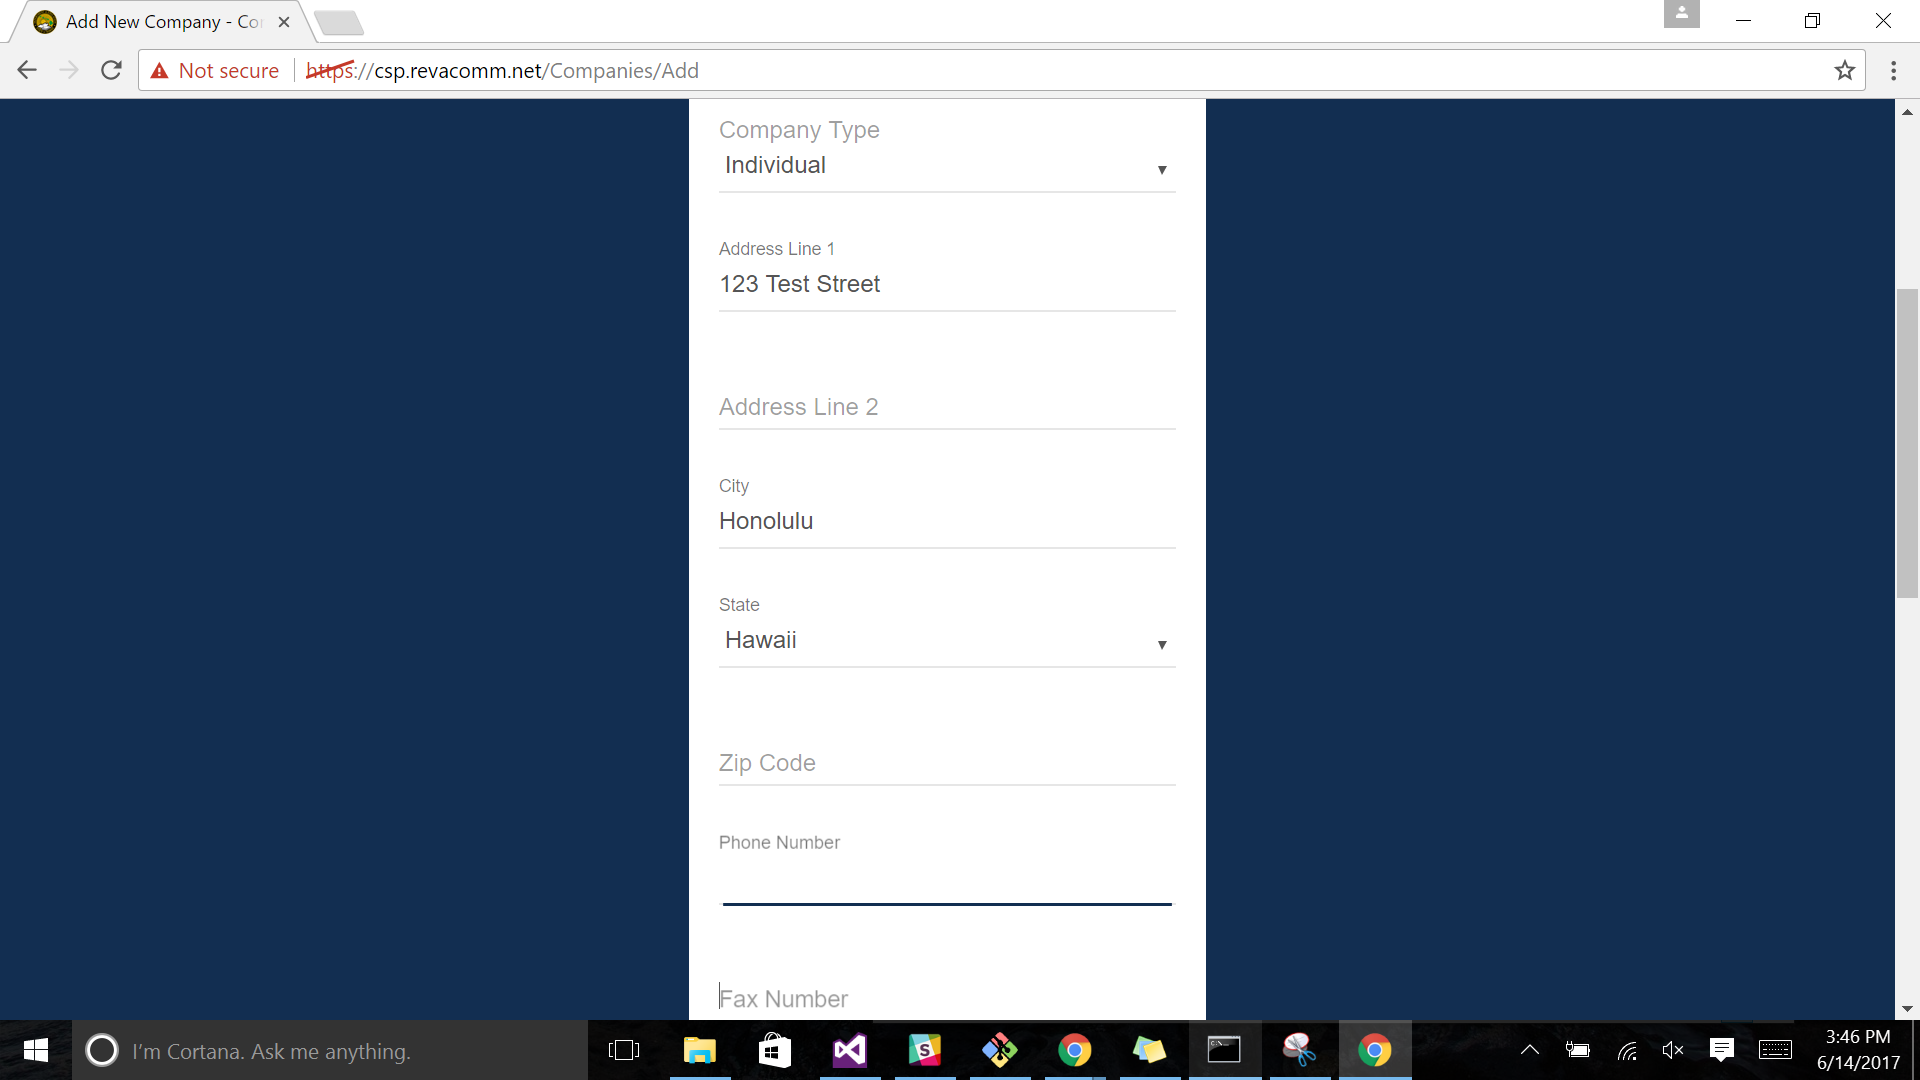 Add New Company - Co
Not secure
https://csp.revacomm.net/Companies/Add
Company Type
Individual
Address Line 1
123 Test Street
Address Line 2
City
Honolulu
State
Hawaii
Zip Code
Phone Number
Fax Number
I'm Cortana. Ask me anything.
3:46 PM
6/14/2017